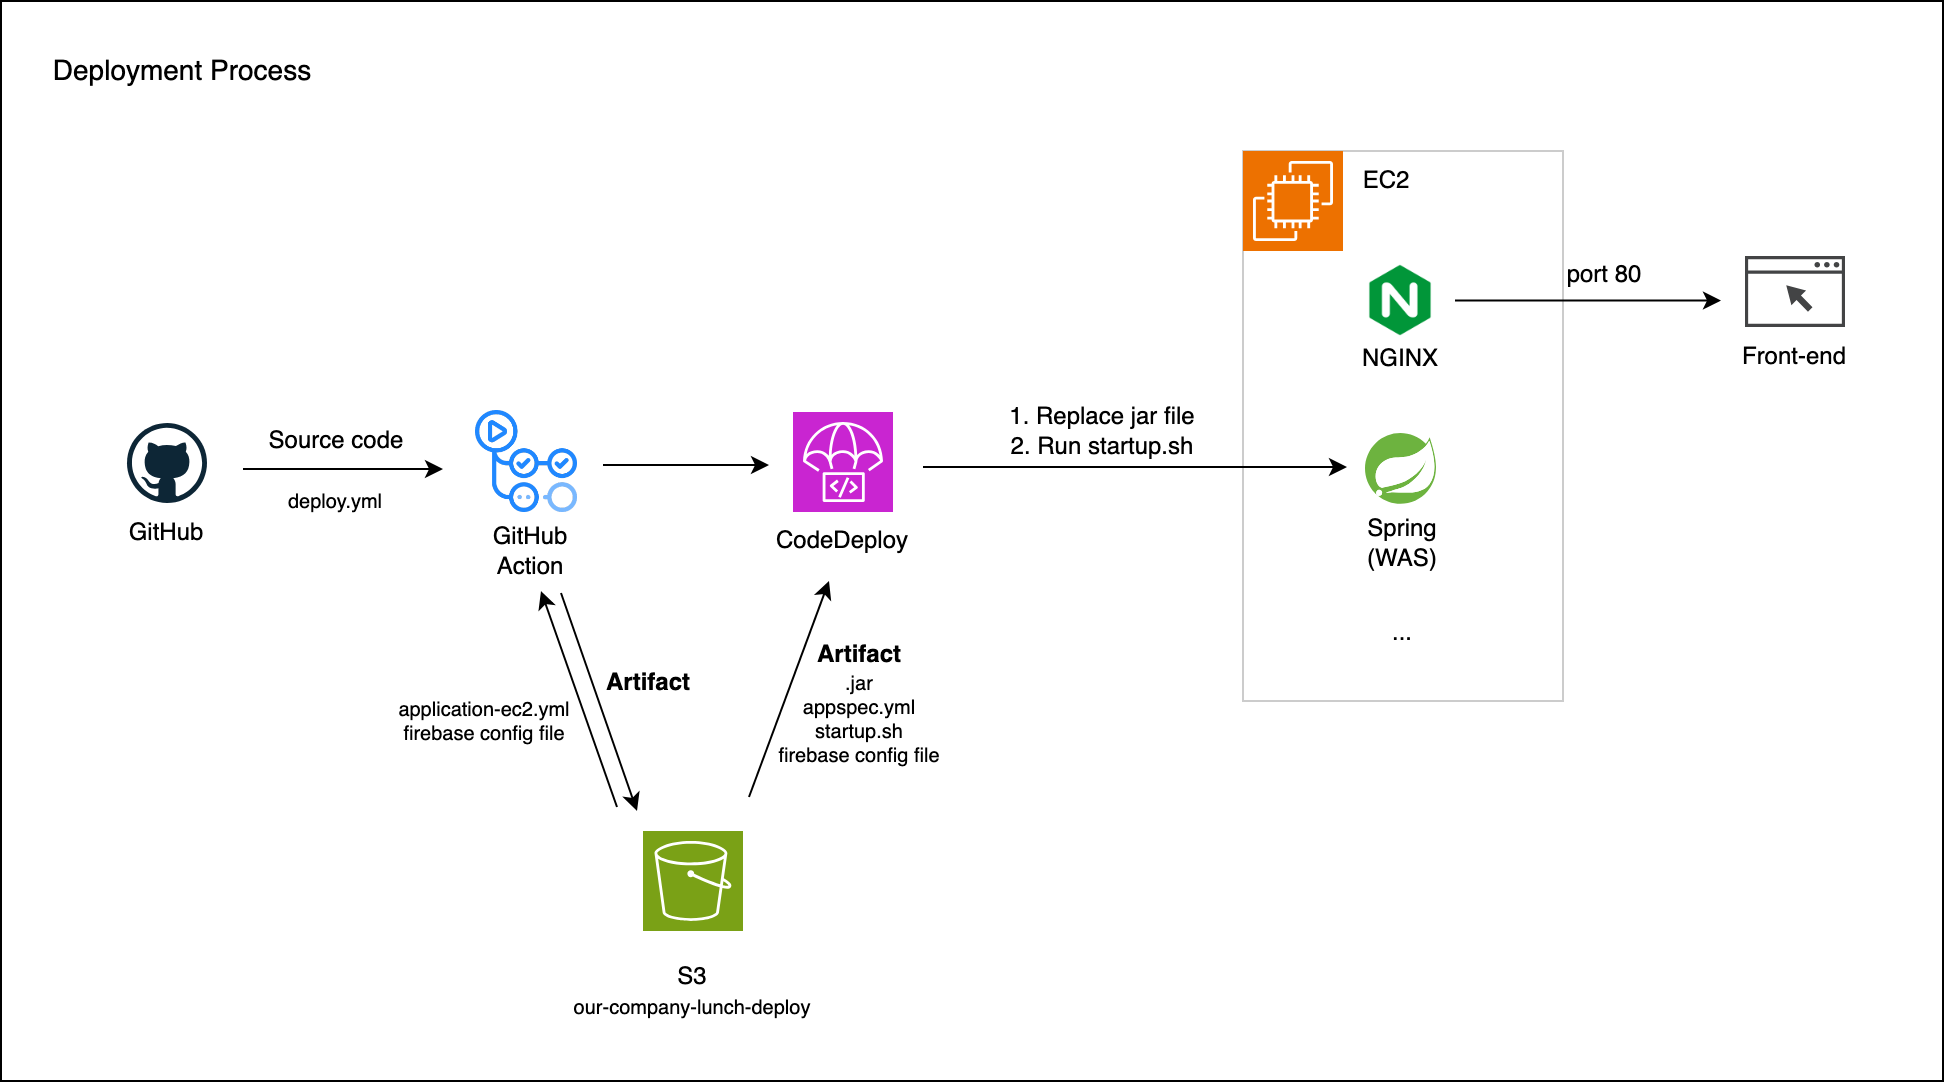 Deployment Process
EC2
port 80
NGINX
Front-end
1. Replace jar file
2. Run startup.sh
Source code
deploy.yml
GitHub
GitHub
Action
CodeDeploy
Spring
(WAS)
...
Artifact
application-ec2.yml
firebase config file
Artifact
.jar
appspec.yml
startup.sh
firebase config file
S3
our-company-lunch-deploy